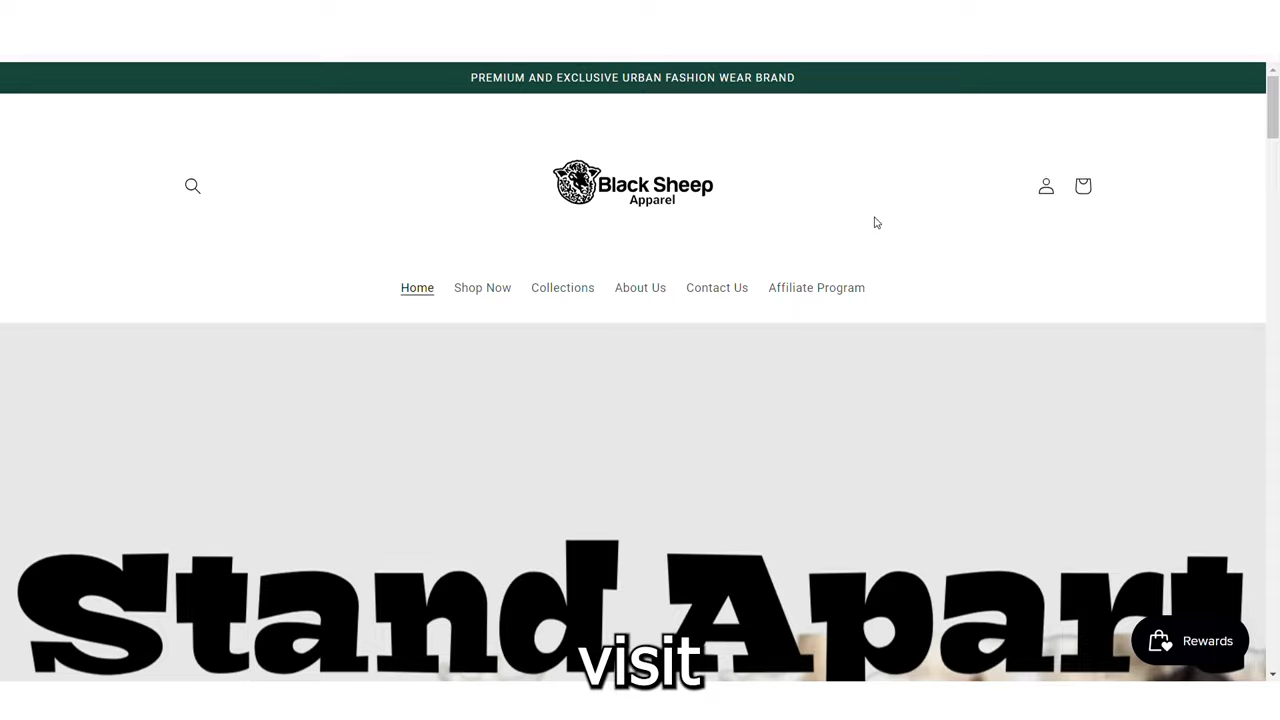 PREMIUM AND EXCLUSIVE URBAN FASHION WEAR BRAND
Black Sheep
Apparel
Home Shop Now Collections About Us Contact Us Affiliate Program
Stand Apart
Rewards
visit